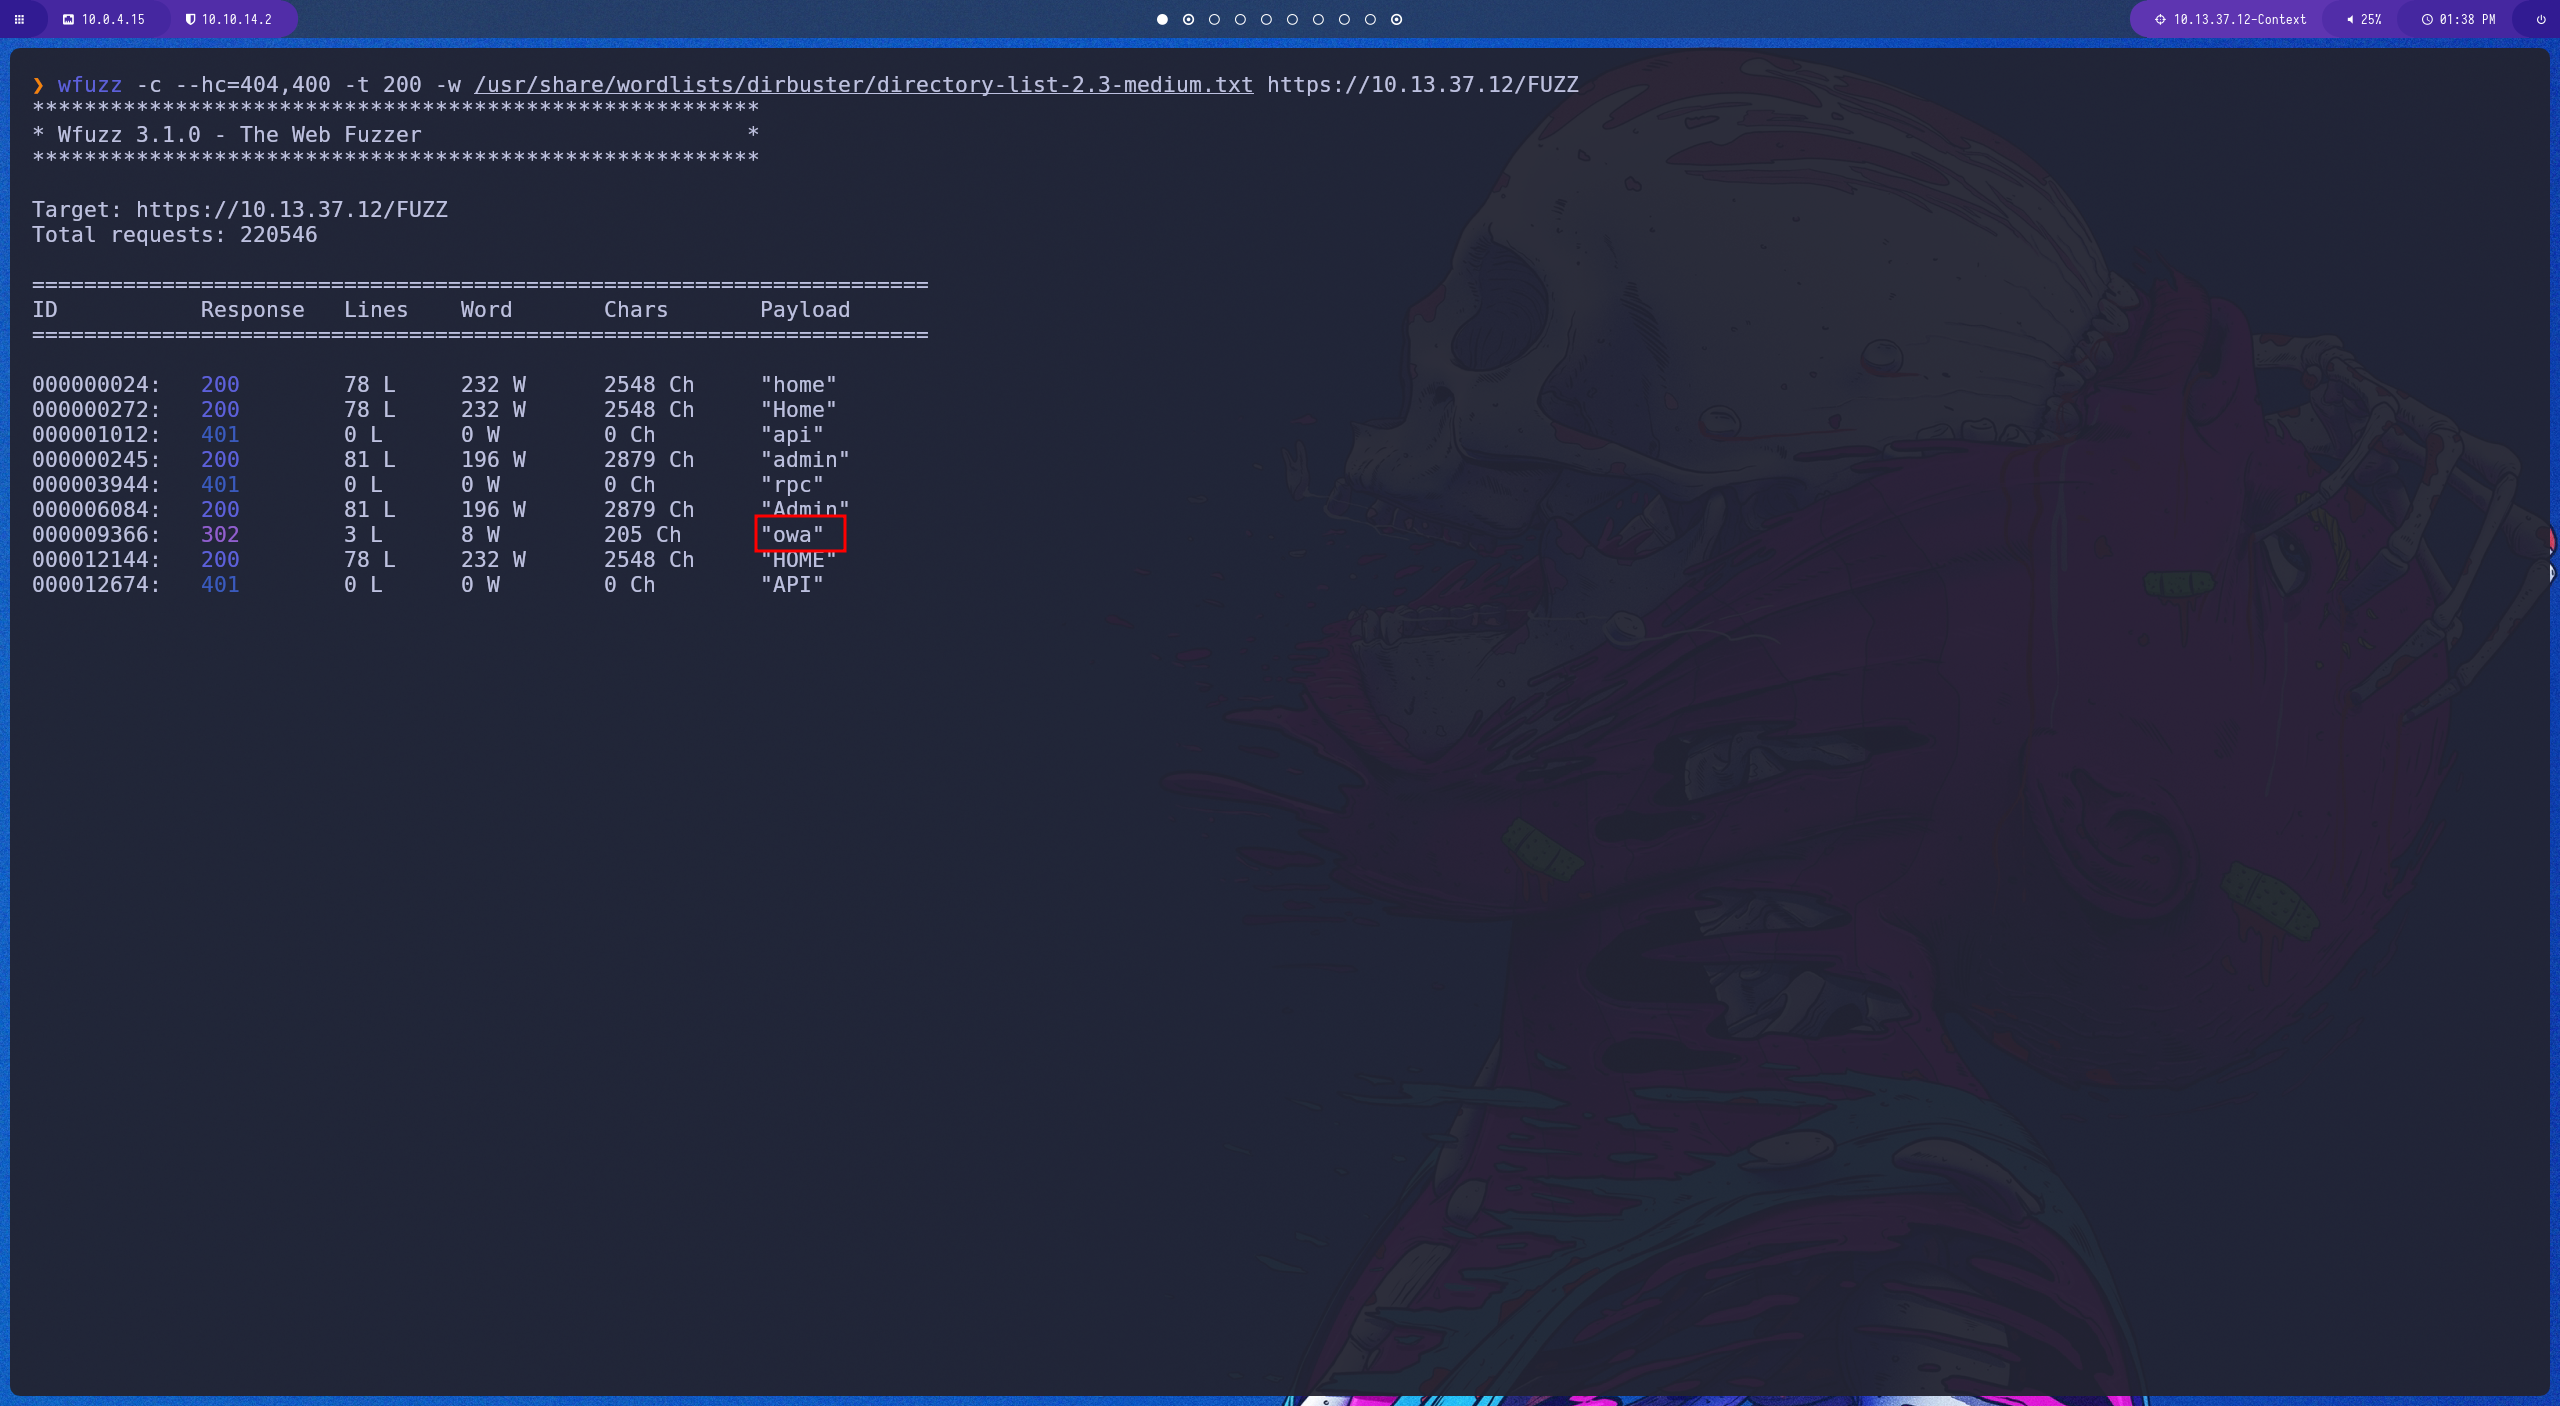 10.0.4.15 10.10.14.2 10.13.37.12-Context 25% 01:38 PM
❯ wfuzz -c --hc=404,400 -t 200 -w /usr/share/wordlists/dirbuster/directory-list-2.3-medium.txt https://10.13.37.12/FUZZ
********************************************************
* Wfuzz 3.1.0 - The Web Fuzzer                         *
********************************************************
Target: https://10.13.37.12/FUZZ
Total requests: 220546
=====================================================================
ID           Response   Lines    Word       Chars       Payload
=====================================================================
000000024:   200        78 L     232 W      2548 Ch     "home"
000000272:   200        78 L     232 W      2548 Ch     "Home"
000001012:   401        0 L      0 W        0 Ch        "api"
000000245:   200        81 L     196 W      2879 Ch     "admin"
000003944:   401        0 L      0 W        0 Ch        "rpc"
000006084:   200        81 L     196 W      2879 Ch     "Admin"
000009366:   302        3 L      8 W        205 Ch      "owa"
000012144:   200        78 L     232 W      2548 Ch     "HOME"
000012674:   401        0 L      0 W        0 Ch        "API"